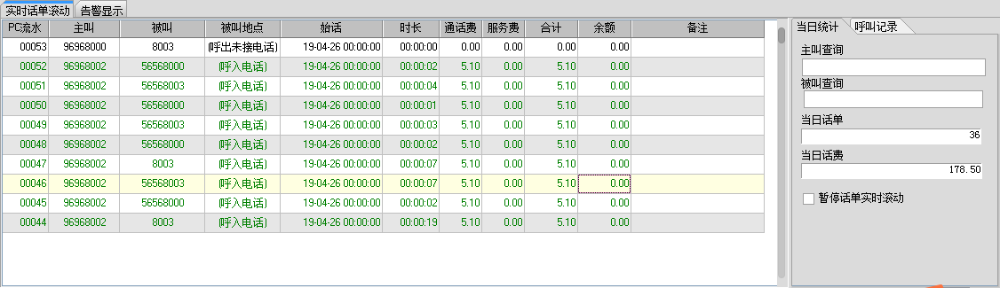 实时话单滚动 告警显示
PC流水 主叫 被叫 被叫地点 始话 时长 通话费 服务费 合计 余额 备注
00053 96968000 8003 (呼出未接电话) 19-04-26 00:00:00 00:00:00 0.00 0.00 0.00 0.00
00052 96968002 56568000 (呼入电话) 19-04-26 00:00:00 00:00:02 5.10 0.00 5.10 0.00
00051 96968002 56568003 (呼入电话) 19-04-26 00:00:00 00:00:04 5.10 0.00 5.10 0.00
00050 96968002 56568000 (呼入电话) 19-04-26 00:00:00 00:00:01 5.10 0.00 5.10 0.00
00049 96968002 56568003 (呼入电话) 19-04-26 00:00:00 00:00:03 5.10 0.00 5.10 0.00
00048 96968002 56568000 (呼入电话) 19-04-26 00:00:00 00:00:02 5.10 0.00 5.10 0.00
00047 96968002 8003 (呼入电话) 19-04-26 00:00:00 00:00:07 5.10 0.00 5.10 0.00
00046 96968002 56568003 (呼入电话) 19-04-26 00:00:00 00:00:07 5.10 0.00 5.10 0.00
00045 96968002 56568000 (呼入电话) 19-04-26 00:00:00 00:00:02 5.10 0.00 5.10 0.00
00044 96968002 8003 (呼入电话) 19-04-26 00:00:00 00:00:19 5.10 0.00 5.10 0.00
当日统计 呼叫记录
主叫查询
被叫查询
当日话单
36
当日话费
178.50
暂停话单实时滚动